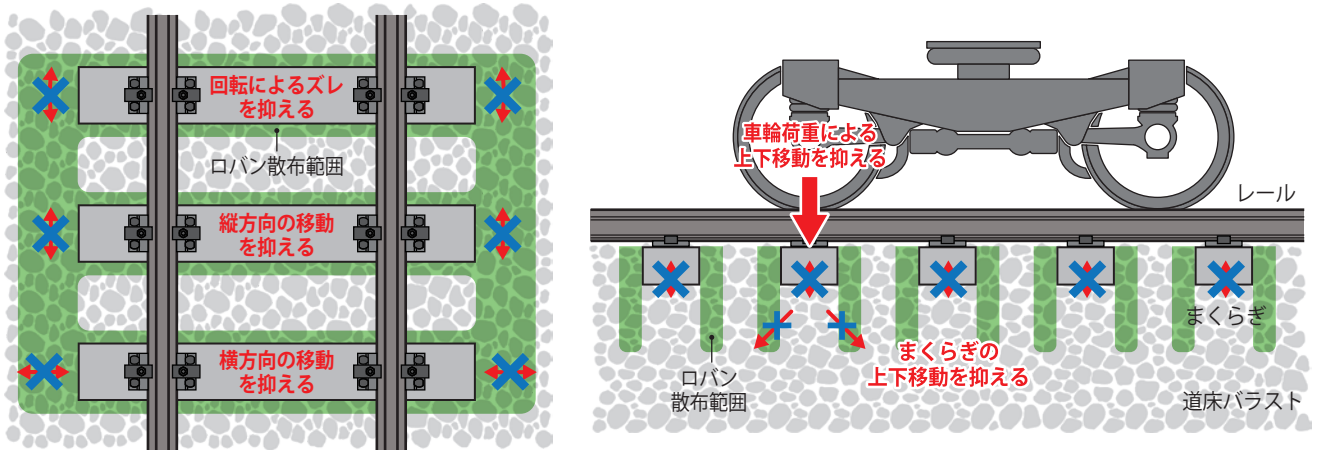 回転によるズレ
を抑える
ロバン散布範囲
縦方向の移動
を抑える
横方向の移動
を抑える
車輪荷重による
上下移動を抑える
レール
まくらぎ
まくらぎの
上下移動を抑える
ロバン
散布範囲
道床バラスト